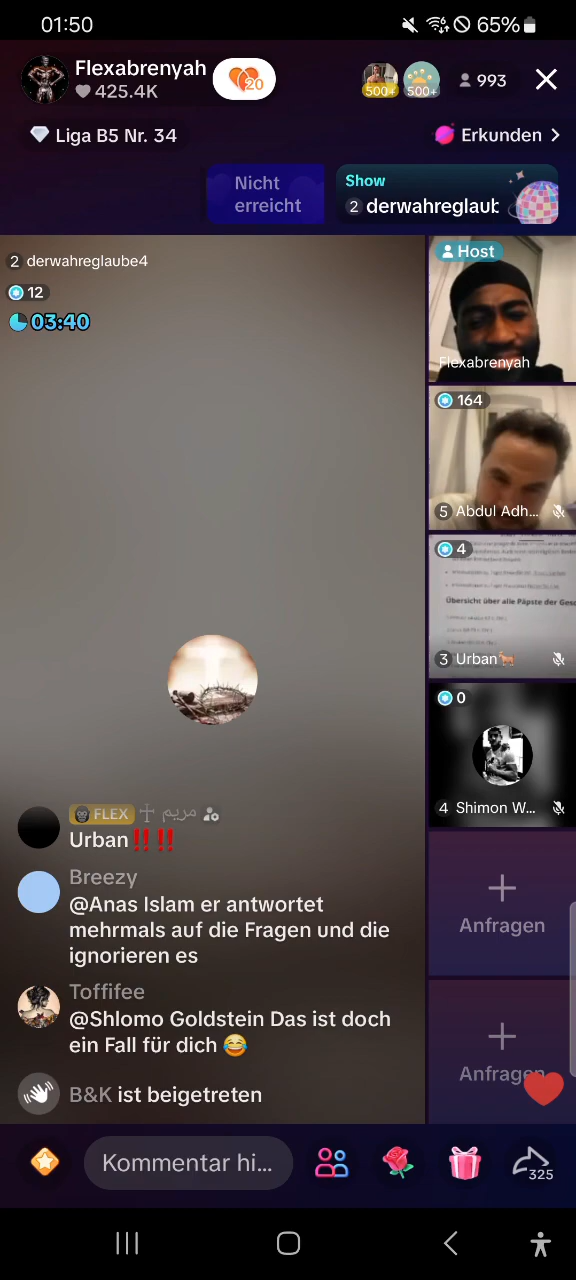 01:50
65%
Flexabrenyah
425.4K
20
500+
500+
993
Liga B5 Nr. 34
Erkunden
Nicht
erreicht
Show
2 derwahreglaub
2 derwahreglaube4
12
03:40
Host
Flexabrenyah
164
5 Abdul Adh...
4
Übersicht über alle Päpste der Gesc
3 Urban🐎
0
4 Shimon W...
Anfragen
Anfragen
FLEX ☥ مريم
Urban‼️‼️
Breezy
@Anas Islam er antwortet
mehrmals auf die Fragen und die
ignorieren es
Toffifee
@Shlomo Goldstein Das ist doch
ein Fall für dich 😂
B&K ist beigetreten
Kommentar hi...
325